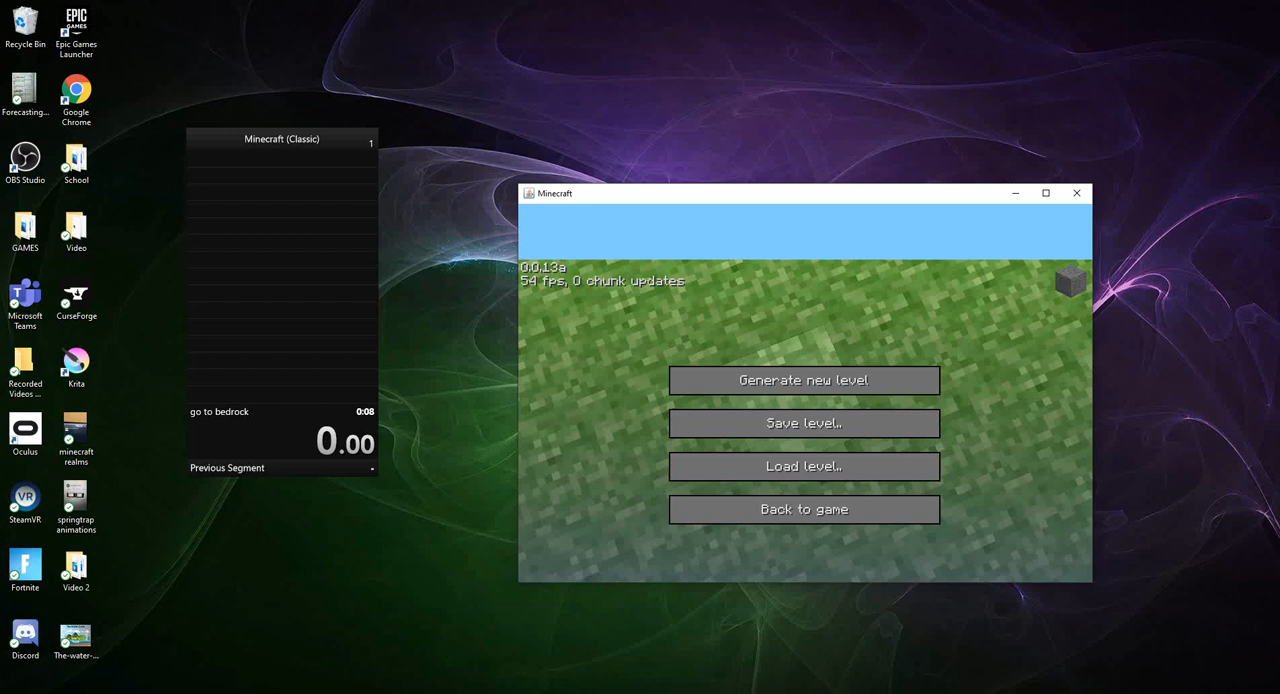 Recycle Bin
EPIC
GAMES
Epic Games
Launcher
Forecasting...
Google
Chrome
OBS Studio
School
GAMES
Video
Microsoft
Teams
CurseForge
Recorded
Videos ...
Krita
Oculus
minecraft
realms
VR
SteamVR
springtrap
animations
Fortnite
Video 2
Discord
The-water-...
Minecraft (Classic)
1
go to bedrock
0:08
0.00
Previous Segment
-
Minecraft
0.0.13a
54 fps, 0 chunk updates
Generate new level
Save level..
Load level..
Back to game